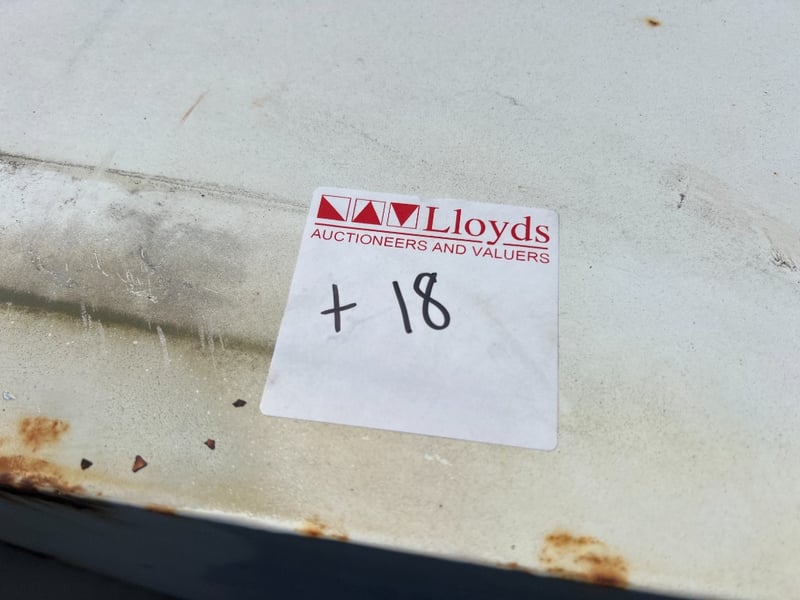 Lloyds
AUCTIONEERS AND VALUERS
+ 18